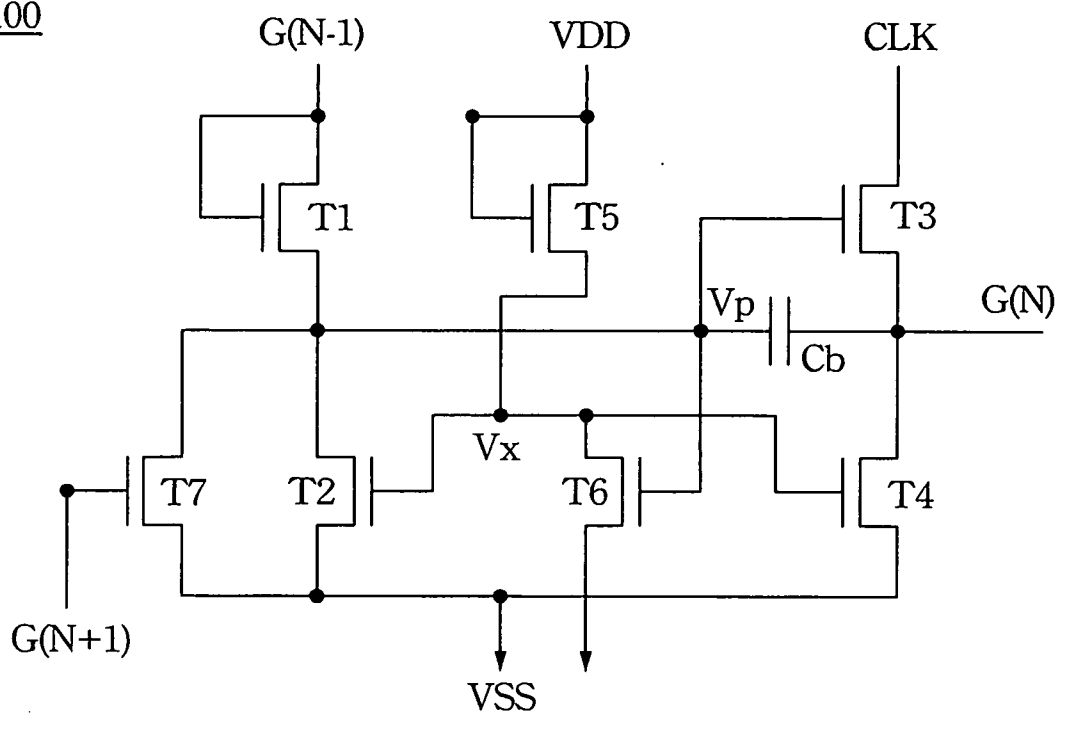 00
G(N-1) VDD CLK
T1 T5 T3
Vp G(N)
Cb
Vx
T7 T2 T6 T4
G(N+1)
VSS